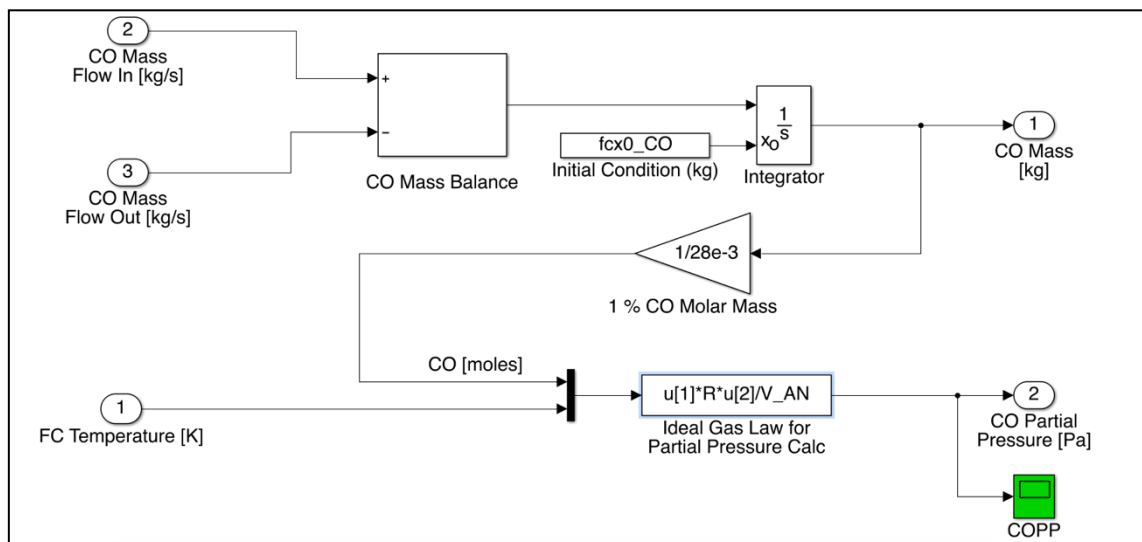 2
CO Mass
Flow In [kg/s]
3
CO Mass
Flow Out [kg/s]
+
−
CO Mass Balance
fcx0_CO
Initial Condition (kg)
1
s
xo
Integrator
1
CO Mass
[kg]
1/28e-3
1 % CO Molar Mass
CO [moles]
1
FC Temperature [K]
u[1]*R*u[2]/V_AN
Ideal Gas Law for
Partial Pressure Calc
2
CO Partial
Pressure [Pa]
COPP